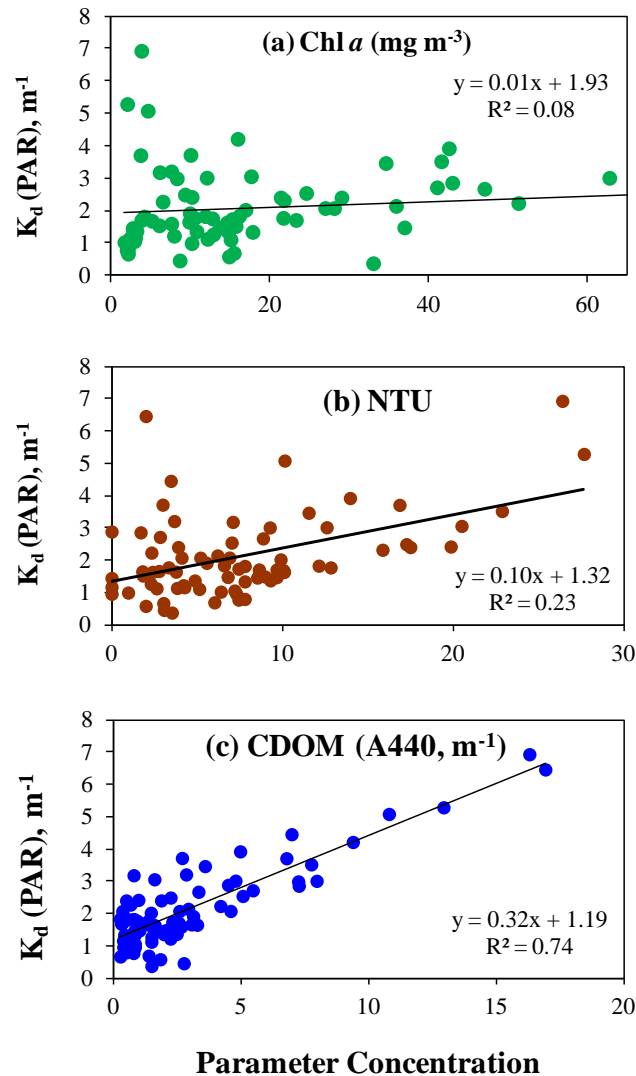 (a) Chl a (mg m-3)
y = 0.01x + 1.93
R² = 0.08
Kd (PAR), m-1
8
7
6
5
4
3
2
1
0
0 20 40 60
(b) NTU
y = 0.10x + 1.32
R² = 0.23
Kd (PAR), m-1
8
7
6
5
4
3
2
1
0
0 10 20 30
(c) CDOM (A440, m-1)
y = 0.32x + 1.19
R² = 0.74
Kd (PAR), m-1
8
7
6
5
4
3
2
1
0
0 5 10 15 20
Parameter Concentration